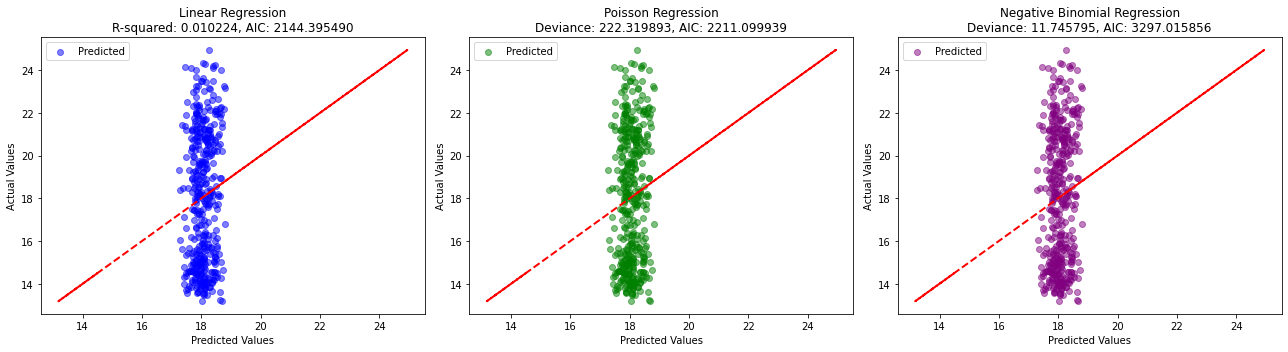 Linear Regression
R-squared: 0.010224, AIC: 2144.395490
Predicted
24
22
20
18
16
14
Actual Values
14
16
18
20
22
24
Predicted Values
Poisson Regression
Deviance: 222.319893, AIC: 2211.099939
Predicted
24
22
20
18
16
14
Actual Values
14
16
18
20
22
24
Predicted Values
Negative Binomial Regression
Deviance: 11.745795, AIC: 3297.015856
Predicted
24
22
20
18
16
14
Actual Values
14
16
18
20
22
24
Predicted Values